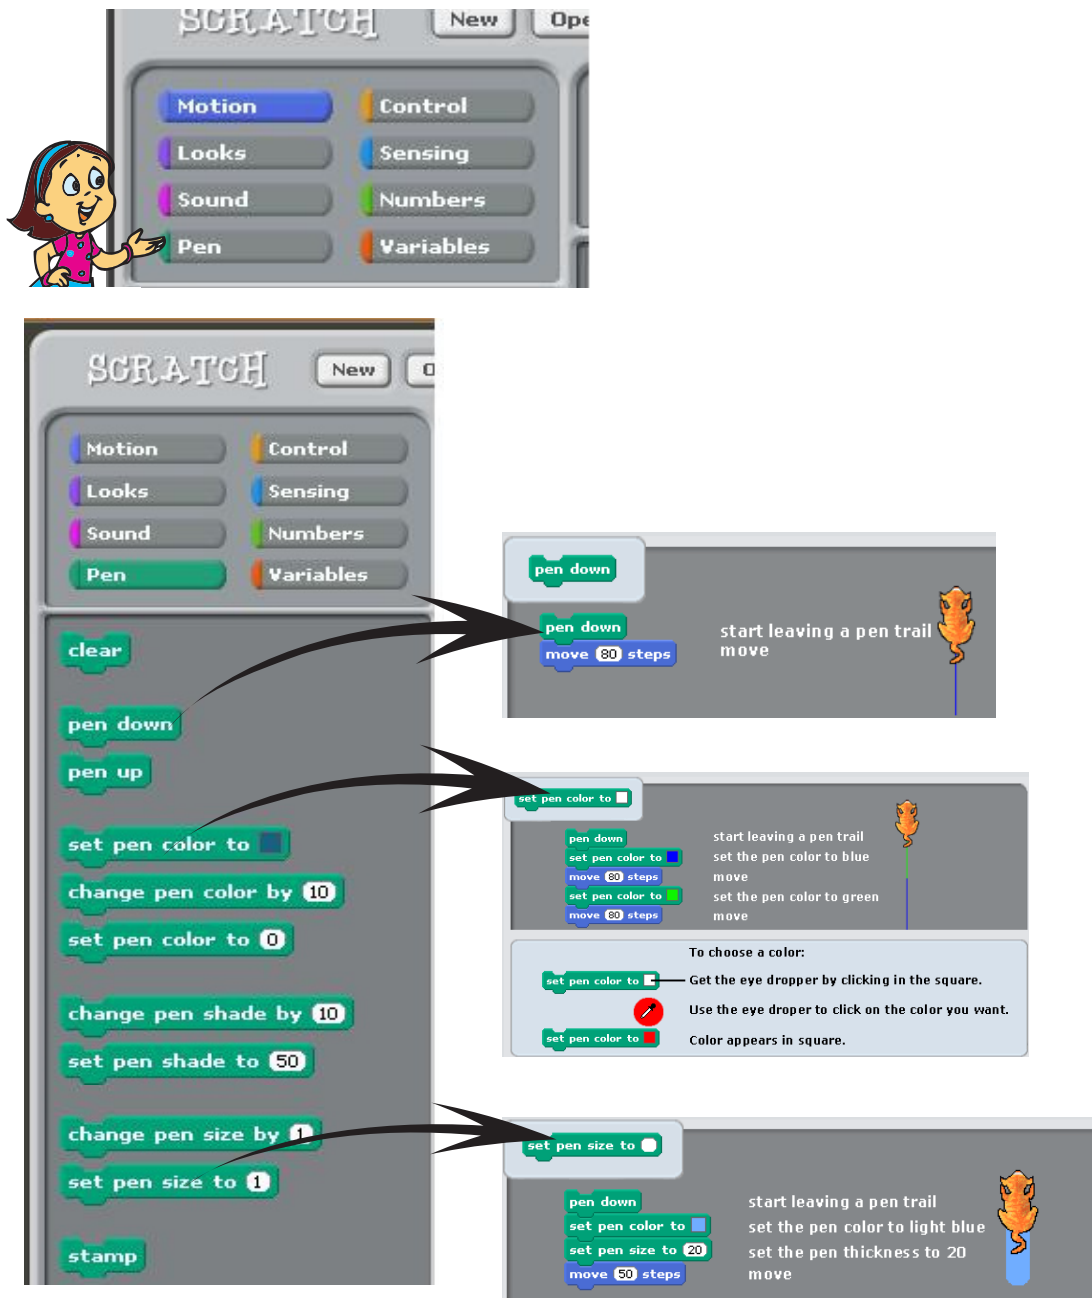 SCRATCH New Ope
Motion Control
Looks Sensing
Sound Numbers
Pen Variables
SCRATCH New O
Motion Control
Looks Sensing
Sound Numbers
Pen Variables
clear
pen down
pen up
set pen color to
change pen color by 10
set pen color to 0
change pen shade by 10
set pen shade to 50
change pen size by 1
set pen size to 1
stamp
pen down
pen down start leaving a pen trail
move 80 steps move
set pen color to
pen down start leaving a pen trail
set pen color to set the pen color to blue
move 80 steps move
set pen color to set the pen color to green
move 80 steps move
To choose a color:
set pen color to Get the eye dropper by clicking in the square.
Use the eye droper to click on the color you want.
set pen color to Color appears in square.
set pen size to
pen down start leaving a pen trail
set pen color to set the pen color to light blue
set pen size to 20 set the pen thickness to 20
move 50 steps move